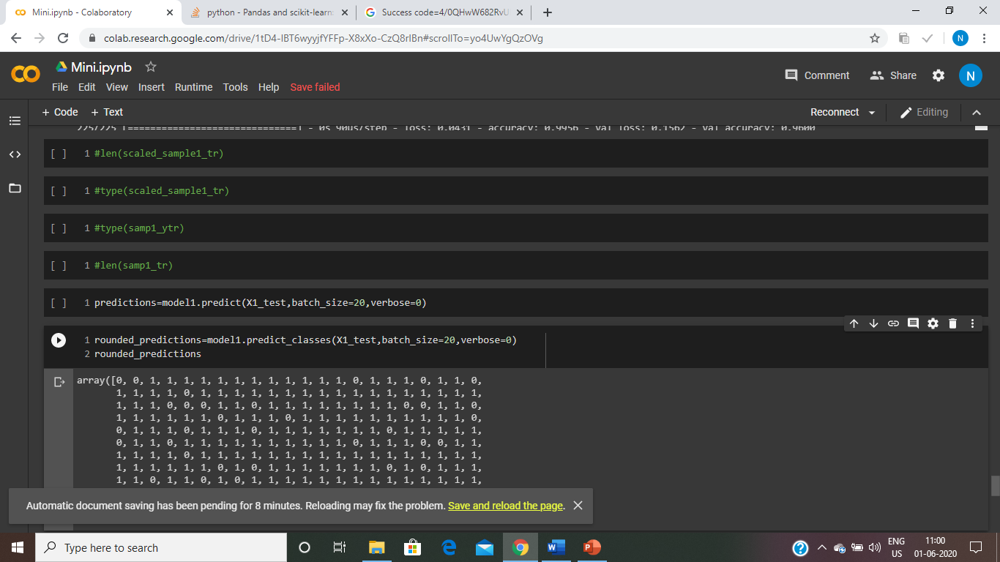 Mini.ipynb - Colaboratory
python - Pandas and scikit-learn:
Success code=4/0QHwW682RvU
colab.research.google.com/drive/1tD4-IBT6wyyjfYFFp-X8xXo-CzQ8rlBn#scrollTo=yo4UwYgQzOVg
N
Mini.ipynb
Comment
Share
N
File Edit View Insert Runtime Tools Help Save failed
+ Code + Text
Reconnect
Editing
225/225 [==============================] - 0s 90us/step - loss: 0.0431 - accuracy: 0.9956 - val_loss: 0.1562 - val_accuracy: 0.9600
[ ] 1 #len(scaled_sample1_tr)
[ ] 1 #type(scaled_sample1_tr)
[ ] 1 #type(samp1_ytr)
[ ] 1 #len(samp1_tr)
[ ] 1 predictions=model1.predict(X1_test,batch_size=20,verbose=0)
1 rounded_predictions=model1.predict_classes(X1_test,batch_size=20,verbose=0)
2 rounded_predictions
array([0, 0, 1, 1, 1, 1, 1, 1, 1, 1, 1, 1, 1, 1, 0, 1, 1, 1, 0, 1, 1, 0,
1, 1, 1, 1, 0, 1, 1, 1, 1, 1, 1, 1, 1, 1, 1, 1, 1, 1, 1, 1, 1, 1,
1, 1, 1, 0, 0, 0, 1, 1, 0, 1, 1, 1, 1, 1, 1, 1, 1, 0, 0, 1, 1, 0,
1, 1, 1, 1, 1, 1, 0, 1, 1, 1, 0, 1, 1, 1, 1, 1, 1, 1, 1, 1, 1, 0,
0, 1, 1, 1, 0, 1, 1, 1, 0, 1, 1, 1, 1, 1, 1, 1, 0, 1, 1, 1, 1, 1,
0, 1, 1, 0, 1, 1, 1, 1, 1, 1, 1, 1, 1, 1, 0, 1, 1, 1, 0, 0, 1, 1,
1, 1, 1, 1, 0, 1, 1, 1, 1, 1, 1, 1, 1, 1, 1, 1, 1, 1, 1, 1, 1, 1,
1, 1, 1, 1, 1, 1, 0, 1, 0, 1, 1, 1, 1, 1, 1, 1, 0, 1, 0, 1, 1, 1,
1, 1, 0, 1, 1, 0, 1, 0, 1, 1, 1, 1, 1, 1, 1, 1, 1, 1, 1, 1, 1, 1,
Automatic document saving has been pending for 8 minutes. Reloading may fix the problem. Save and reload the page.
Type here to search
ENG
US
11:00
01-06-2020